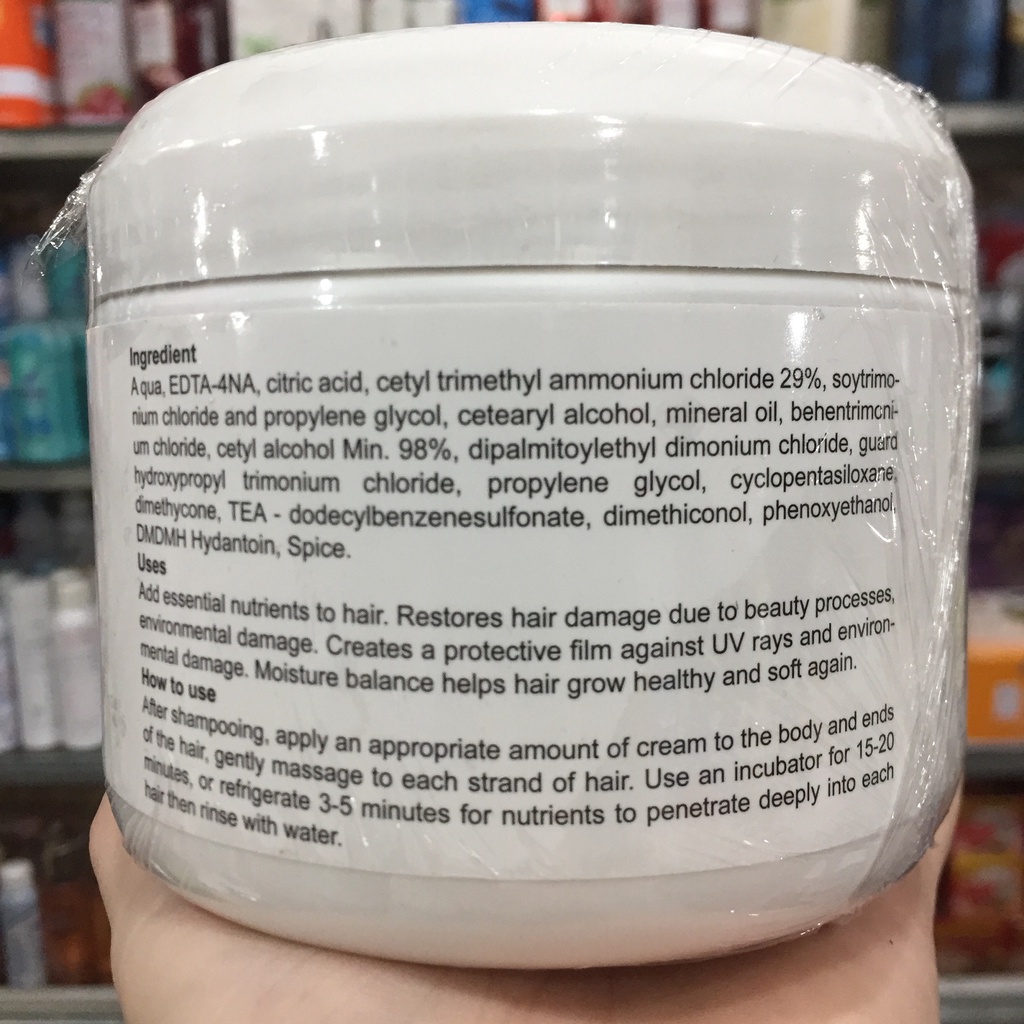 Ingredient
Aqua, EDTA-4NA, citric acid, cetyl trimethyl ammonium chloride 29%, soytrimo-
nium chloride and propylene glycol, cetearyl alcohol, mineral oil, behentrimoni-
um chloride, cetyl alcohol Min. 98%, dipalmitoylethyl dimonium chloride, guard
hydroxypropyl trimonium chloride, propylene glycol, cyclopentasiloxane,
dimethycone, TEA - dodecylbenzenesulfonate, dimethiconol, phenoxyethanol,
DMDMH Hydantoin, Spice.
Uses
Add essential nutrients to hair. Restores hair damage due to beauty processes,
environmental damage. Creates a protective film against UV rays and environ-
mental damage. Moisture balance helps hair grow healthy and soft again.
How to use
After shampooing, apply an appropriate amount of cream to the body and ends
of the hair, gently massage to each strand of hair. Use an incubator for 15-20
minutes, or refrigerate 3-5 minutes for nutrients to penetrate deeply into each
hair then rinse with water.